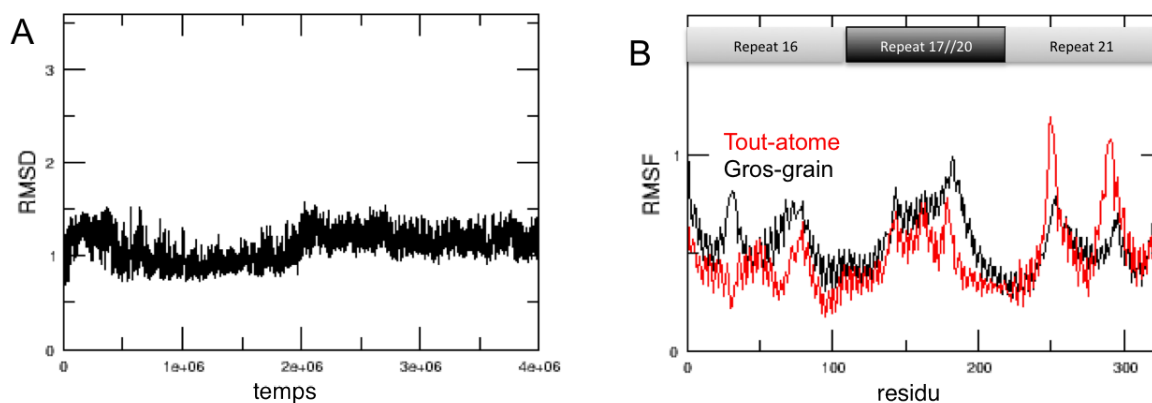 A
RMSD
3
2
1
0
0
1e+06
2e+06
3e+06
4e+06
temps
B
Repeat 16
Repeat 17//20
Repeat 21
Tout-atome
Gros-grain
RMSF
1
0
0
100
200
300
residu